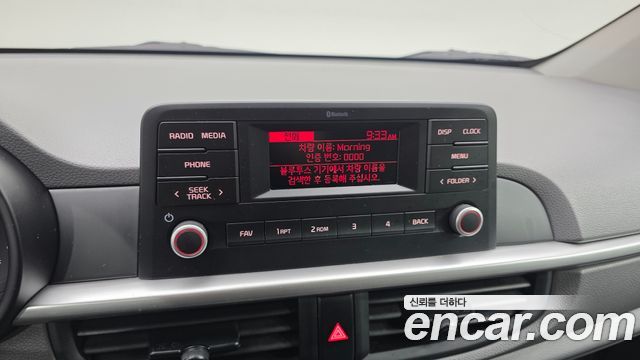 Bluetooth
RADIO MEDIA
PHONE
< SEEK TRACK >
전화 9:33AM
차량 이름: Morning
인증 번호: 0000
블루투스 기기에서 차량 이름을
검색한 후 등록해 주십시오.
DISP CLOCK
MENU
< FOLDER >
FAV 1 RPT 2 RDM 3 4 BACK
신뢰를 더하다
encar.com